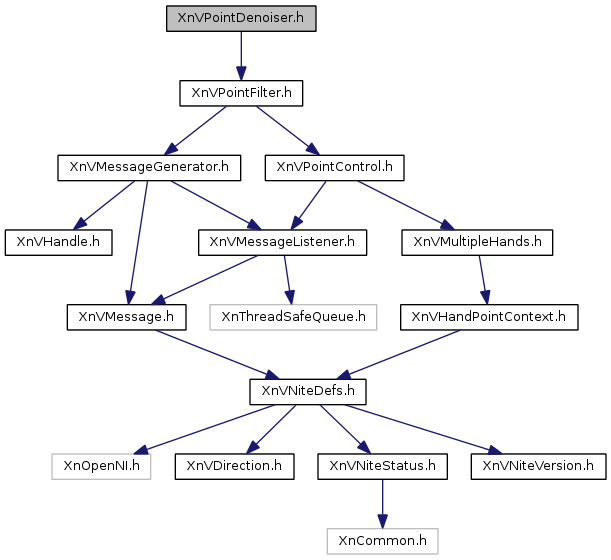 XnVPointDenoiser.h
XnVPointFilter.h
XnVMessageGenerator.h
XnVPointControl.h
XnVHandle.h
XnVMessageListener.h
XnVMultipleHands.h
XnVMessage.h
XnThreadSafeQueue.h
XnVHandPointContext.h
XnVNiteDefs.h
XnOpenNI.h
XnVDirection.h
XnVNiteStatus.h
XnVNiteVersion.h
XnCommon.h